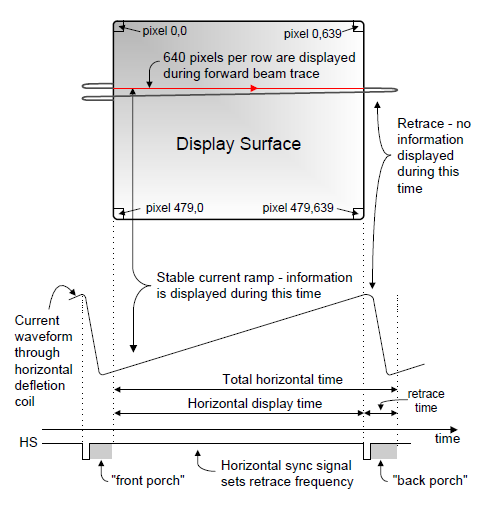 pixel 0,0
pixel 0,639
640 pixels per row are displayed
during forward beam trace
Retrace - no
information
displayed
during this
time
Display Surface
pixel 479,0
pixel 479,639
Stable current ramp - information
is displayed during this time
Current
waveform
through
horizontal
defletion
coil
Total horizontal time
Horizontal display time
retrace
time
time
HS
"front porch"
Horizontal sync signal
sets retrace frequency
"back porch"